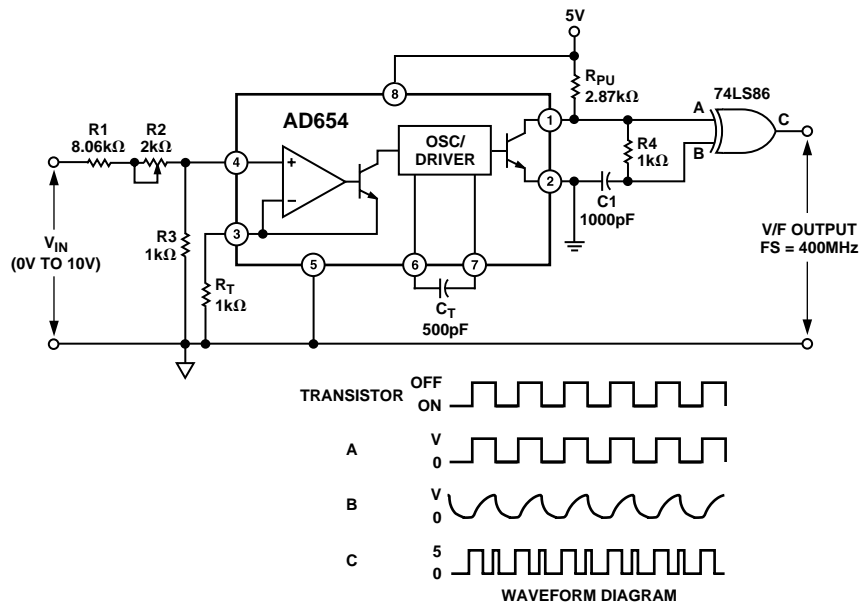 5V
RPU
2.87kΩ
74LS86
8
AD654
OSC/
DRIVER
1
A
C
B
R1
8.06kΩ
R2
2kΩ
4
+
–
R4
1kΩ
2
C1
1000pF
3
VIN
(0V TO 10V)
R3
1kΩ
RT
1kΩ
5
6
7
CT
500pF
V/F OUTPUT
FS = 400MHz
TRANSISTOR
OFF
ON
A
V
0
B
V
0
C
5
0
WAVEFORM DIAGRAM